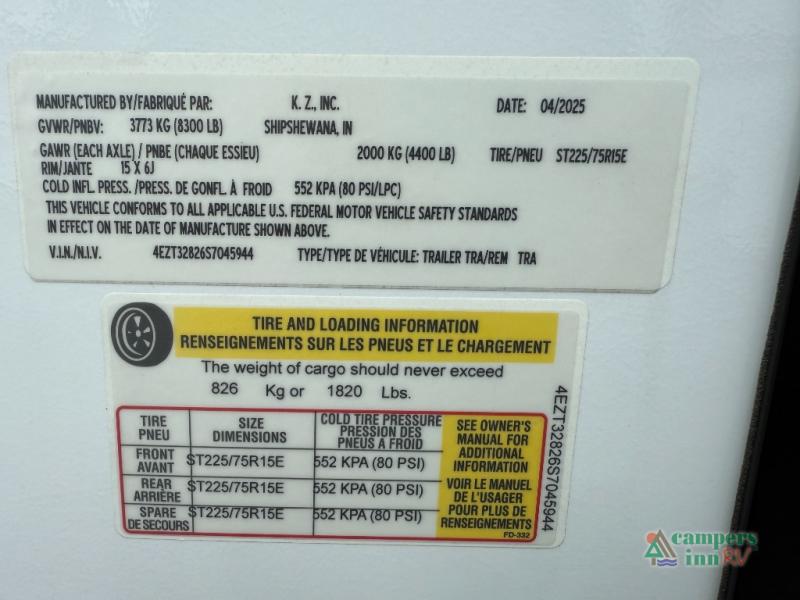 MANUFACTURED BY/FABRIQUÉ PAR: K. Z., INC. DATE: 04/2025
GVWR/PNBV: 3773 KG (8300 LB) SHIPSHEWANA, IN
GAWR (EACH AXLE) / PNBE (CHAQUE ESSIEU) 2000 KG (4400 LB) TIRE/PNEU ST225/75R15E
RIM/JANTE 15 X 6J
COLD INFL. PRESS. /PRESS. DE GONFL. À FROID 552 KPA (80 PSI/LPC)
THIS VEHICLE CONFORMS TO ALL APPLICABLE U.S. FEDERAL MOTOR VEHICLE SAFETY STANDARDS
IN EFFECT ON THE DATE OF MANUFACTURE SHOWN ABOVE.
V.I.N./N.I.V. 4EZT32826S7045944 TYPE/TYPE DE VÉHICULE: TRAILER TRA/REM TRA
TIRE AND LOADING INFORMATION
RENSEIGNEMENTS SUR LES PNEUS ET LE CHARGEMENT
The weight of cargo should never exceed
826 Kg or 1820 Lbs.
TIRE
PNEU
SIZE
DIMENSIONS
COLD TIRE PRESSURE
PRESSION DES
PNEUS A FROID
FRONT
AVANT
ST225/75R15E
552 KPA (80 PSI)
REAR
ARRIÈRE
ST225/75R15E
552 KPA (80 PSI)
SPARE
DE SECOURS
ST225/75R15E
552 KPA (80 PSI)
SEE OWNER'S
MANUAL FOR
ADDITIONAL
INFORMATION
VOIR LE MANUEL
DE L'USAGER
POUR PLUS DE
RENSEIGNEMENTS
FD-332
4EZT32826S7045944
campers
inn RV